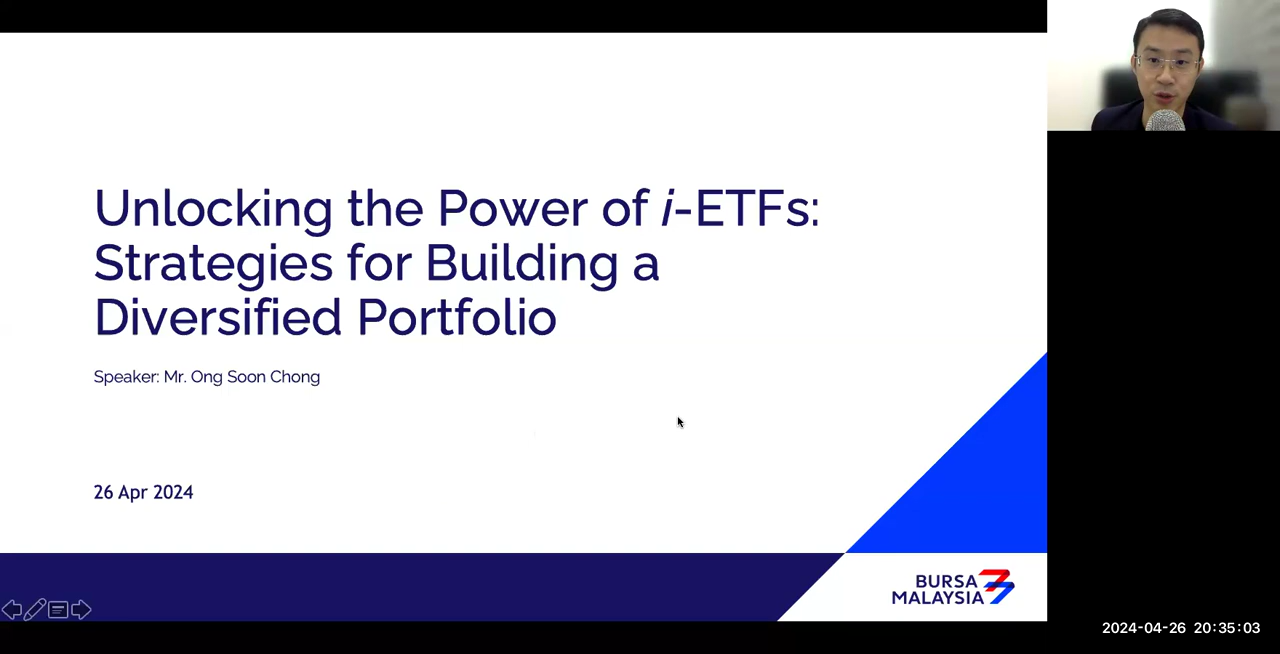 Unlocking the Power of i-ETFs:
Strategies for Building a
Diversified Portfolio
Speaker: Mr. Ong Soon Chong
26 Apr 2024
BURSA
MALAYSIA
2024-04-26 20:35:03